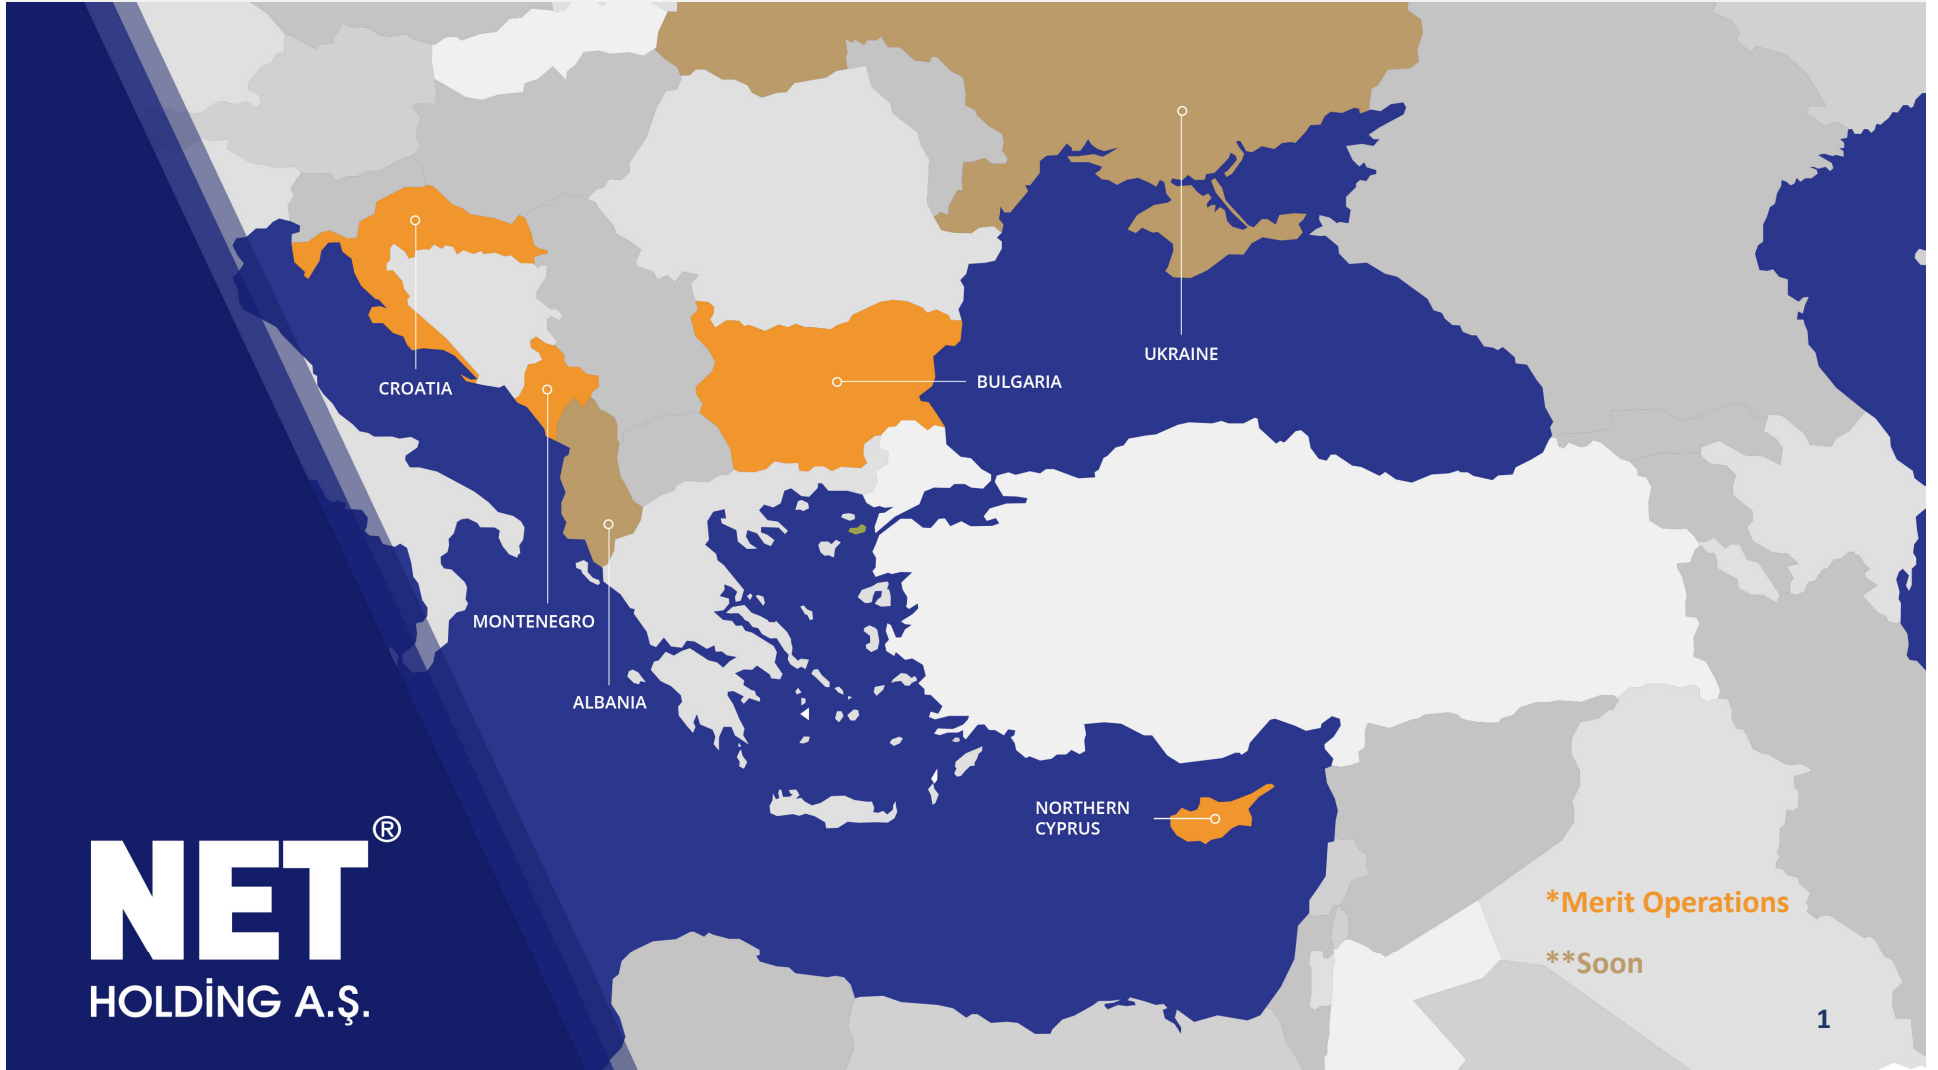 UKRAINE
BULGARIA
CROATIA
MONTENEGRO
ALBANIA
NORTHERN
CYPRUS
NET®
HOLDİNG A.Ş.
*Merit Operations
**Soon
1